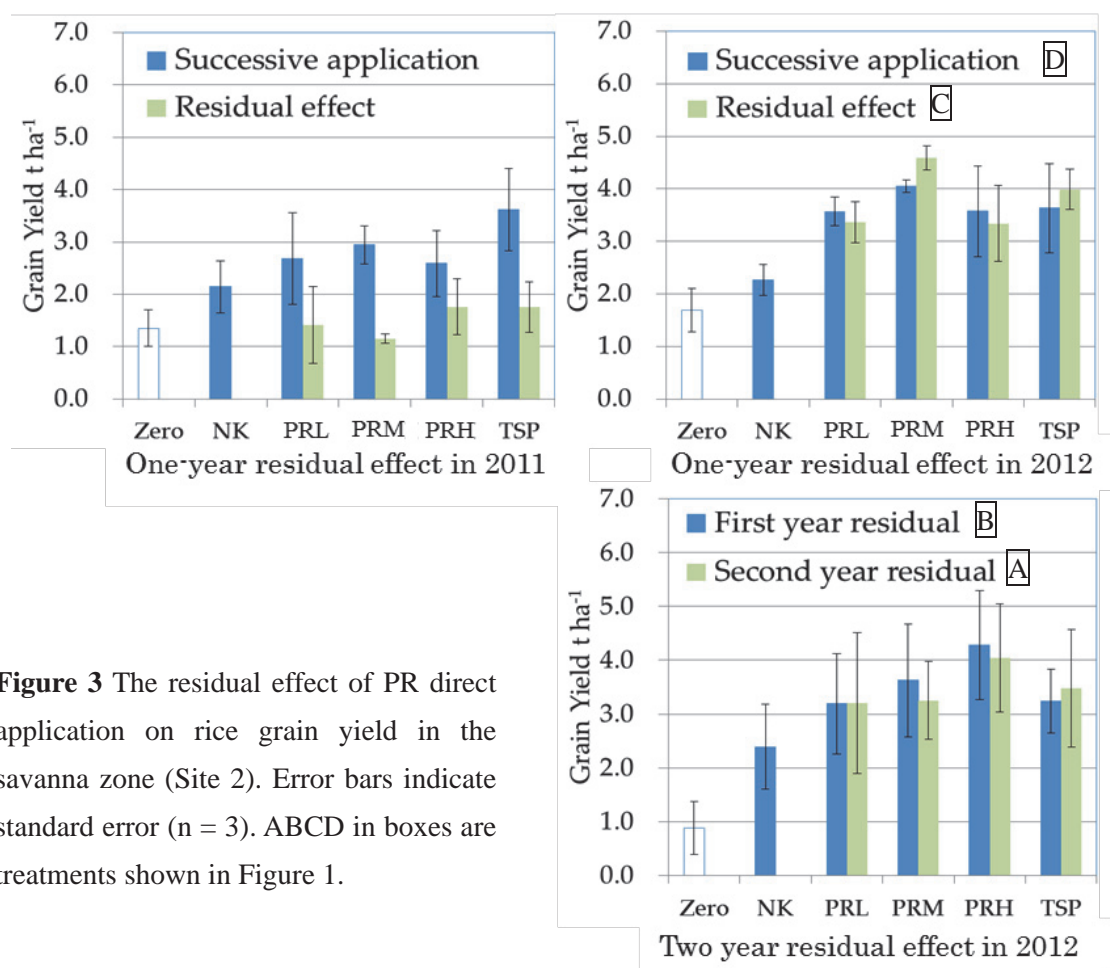 7.0
6.0
5.0
4.0
3.0
2.0
1.0
0.0
Grain Yield t ha-1
Successive application
Residual effect
Zero NK PRL PRM PRH TSP
One-year residual effect in 2011
7.0
6.0
5.0
4.0
3.0
2.0
1.0
0.0
Grain Yield t ha-1
Successive application D
Residual effect C
Zero NK PRL PRM PRH TSP
One-year residual effect in 2012
7.0
6.0
5.0
4.0
3.0
2.0
1.0
0.0
Grain Yield t ha-1
First year residual B
Second year residual A
Zero NK PRL PRM PRH TSP
Two year residual effect in 2012
Figure 3 The residual effect of PR direct
application on rice grain yield in the
savanna zone (Site 2). Error bars indicate
standard error (n = 3). ABCD in boxes are
treatments shown in Figure 1.